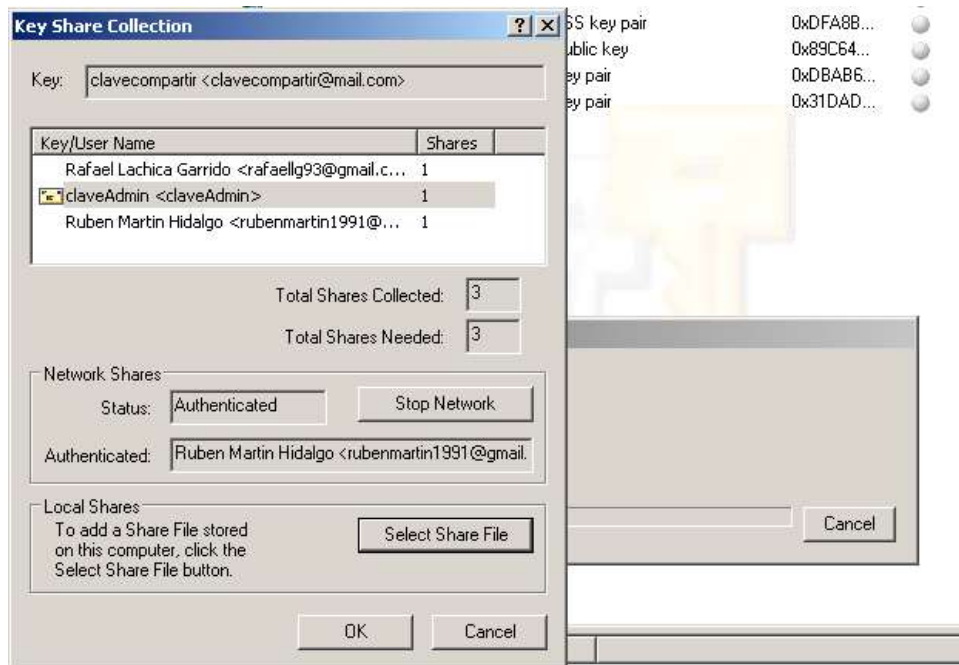 Key Share Collection
SS key pair 0xDFA8B...
ublic key 0x89C64...
ey pair 0xDBAB6...
ey pair 0x31DAD...
Key: clavecompartir <clavecompartir@mail.com>
Key/User Name Shares
Rafael Lachica Garrido <rafaellg93@gmail.c... 1
claveAdmin <claveAdmin> 1
Ruben Martin Hidalgo <rubenmartin1991@... 1
Total Shares Collected: 3
Total Shares Needed: 3
Network Shares
Status: Authenticated Stop Network
Authenticated: Ruben Martin Hidalgo <rubenmartin1991@gmail.
Local Shares
To add a Share File stored
on this computer, click the
Select Share File button.
Select Share File
Cancel
OK Cancel